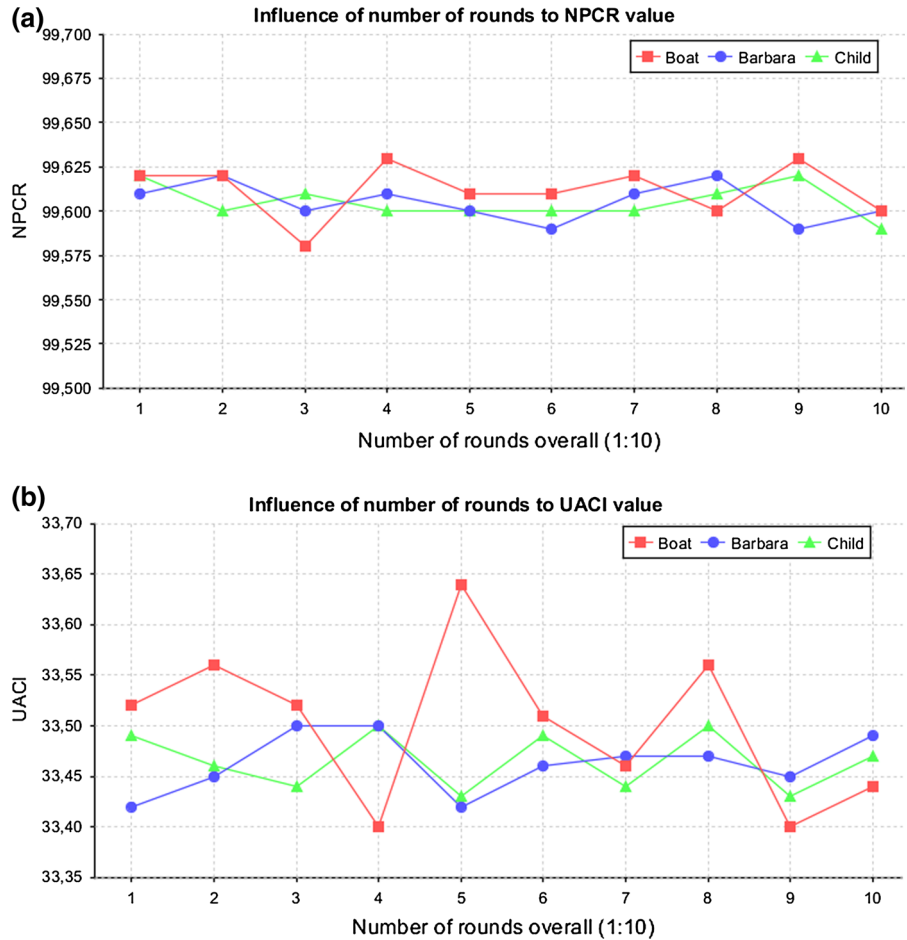 (a)
Influence of number of rounds to NPCR value
99,700
Boat Barbara Child
99,675
99,650
99,625
99,600
99,575
99,550
99,525
99,500
NPCR
1 2 3 4 5 6 7 8 9 10
Number of rounds overall (1:10)
(b)
Influence of number of rounds to UACI value
33,70
Boat Barbara Child
33,65
33,60
33,55
33,50
33,45
33,40
33,35
UACI
1 2 3 4 5 6 7 8 9 10
Number of rounds overall (1:10)